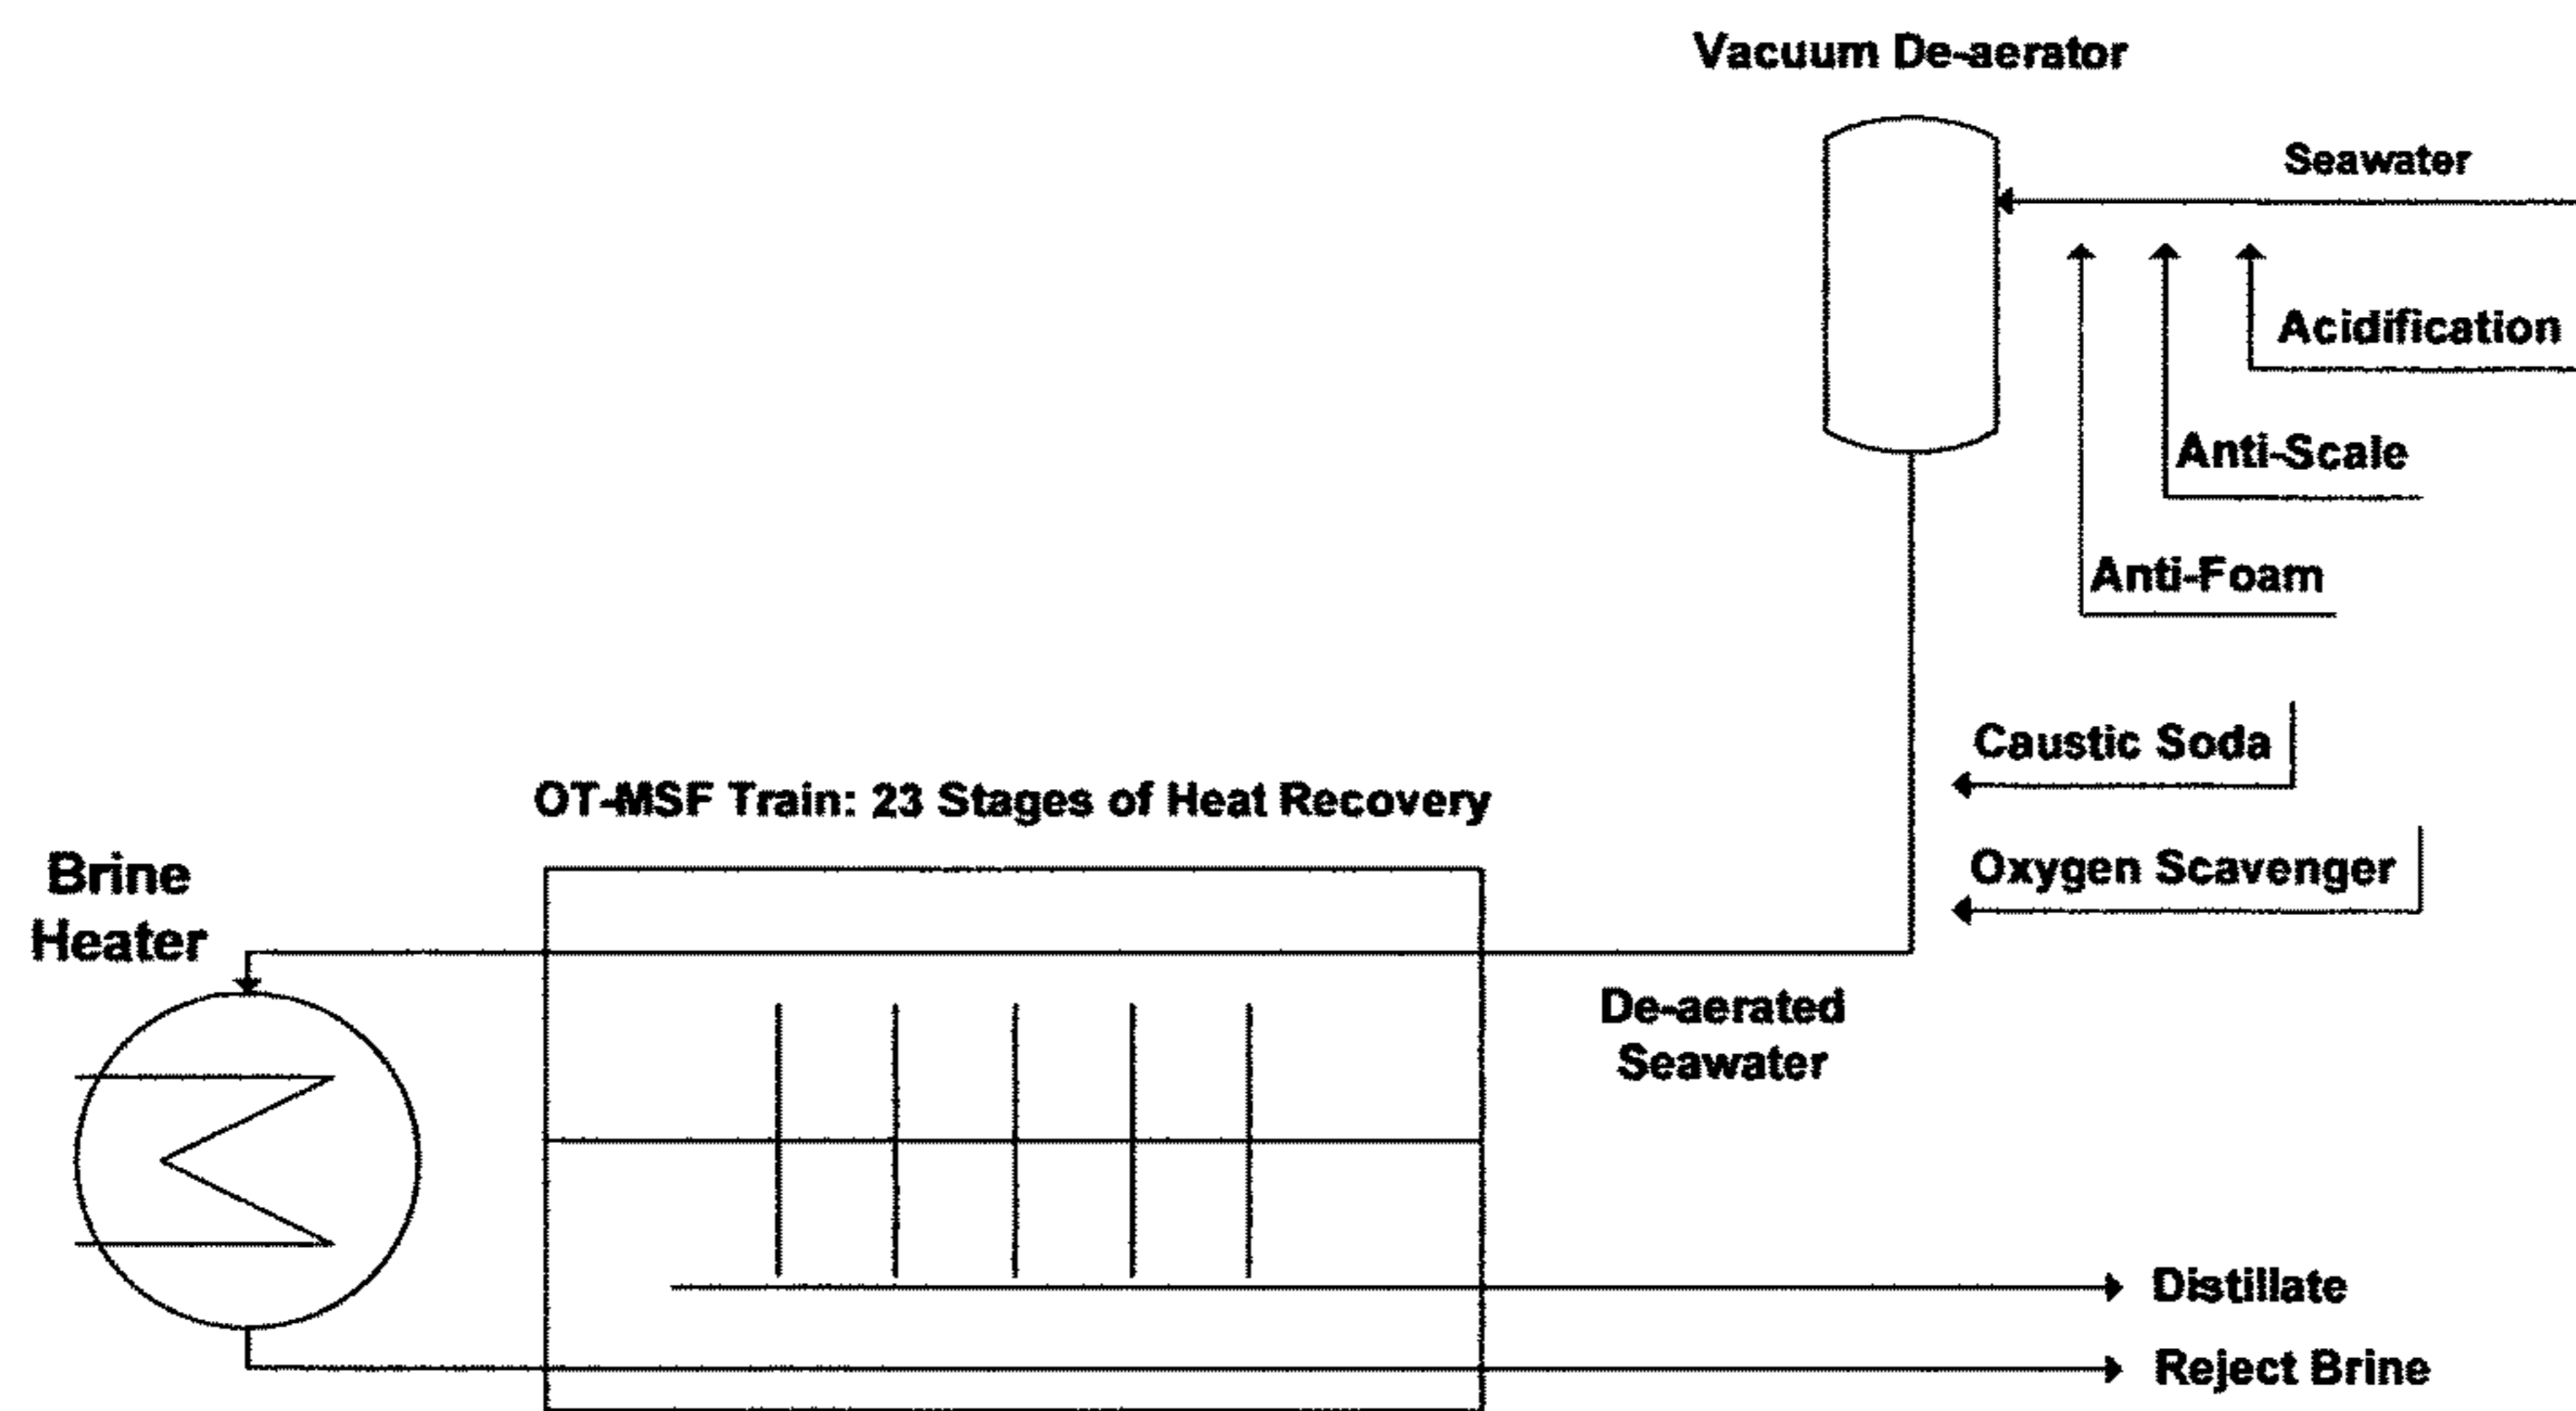 Vacuum De-aerator
Seawater
Acidification
Anti-Scale
Anti-Foam
Caustic Soda
OT-MSF Train: 23 Stages of Heat Recovery
Oxygen Scavenger
Brine
Heater
De-aerated
Seawater
Distillate
Reject Brine